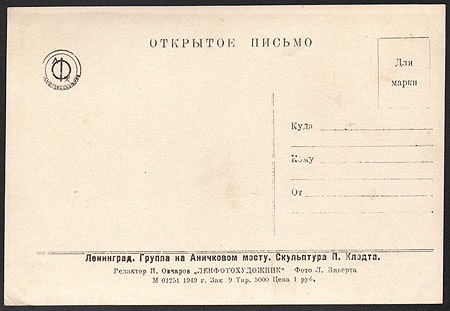 ОТКРЫТОЕ ПИСЬМО
Для
марки
Куда
Кому
От
Ленинград. Группа на Аничковом мосту. Скульптура П. Клодта.
Редактор И. Овчаров „ЛЕНФОТОХУДОЖНИК“ Фото Л. Зиверта
М 01251 1949 г. Зак 9 Тир. 5000 Цена 1 руб.